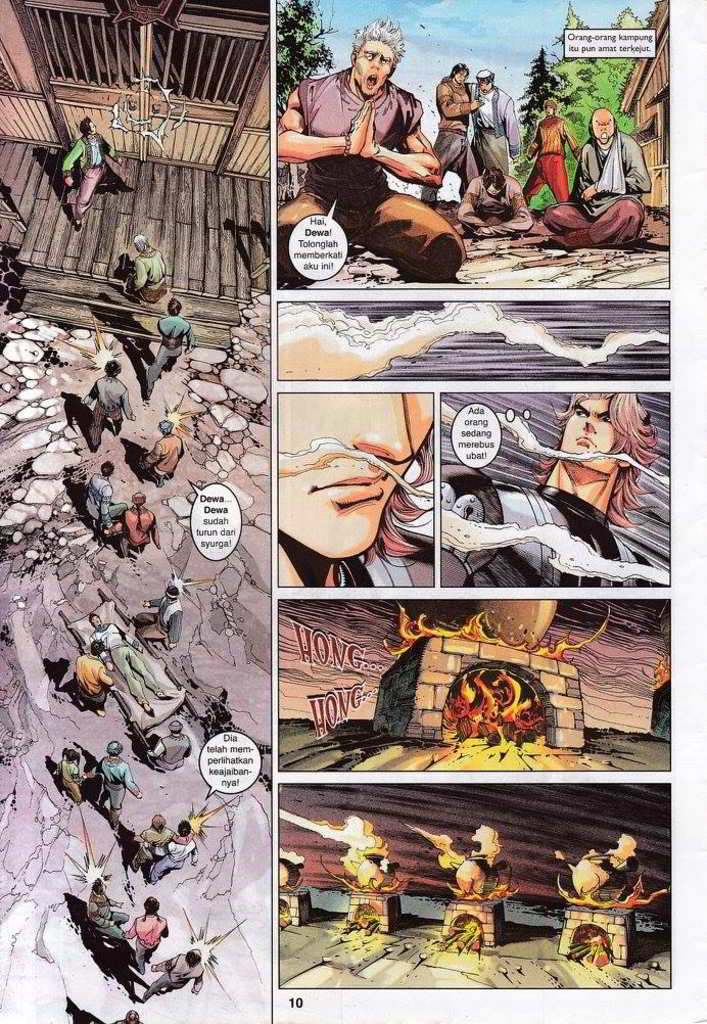 Dewa...
Dewa
sudah
turun dari
syurga!
Dia
telah mem-
perlihatkan
keajaiban-
nya!
Orang-orang kampung
itu pun amat terkejut.
Hai,
Dewa!
Tolonglah
memberkati
aku ini!
Ada
orang
sedang
merebus
ubat!
HONG...
HONG...
10